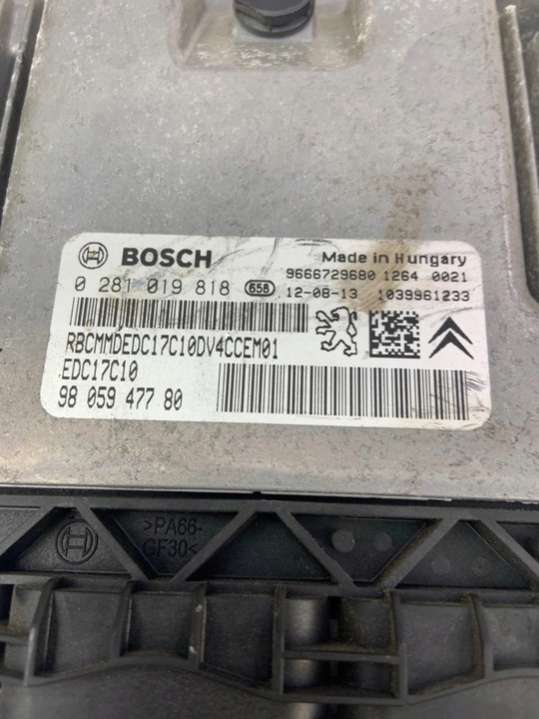 BOSCH Made in Hungary
9666729680 1264 0021
0 281 019 818 658 12-08-13 1039961233
RBCMMDEDC17C10DV4CCEM01
EDC17C10
98 059 477 80
>PA66-
GF30<